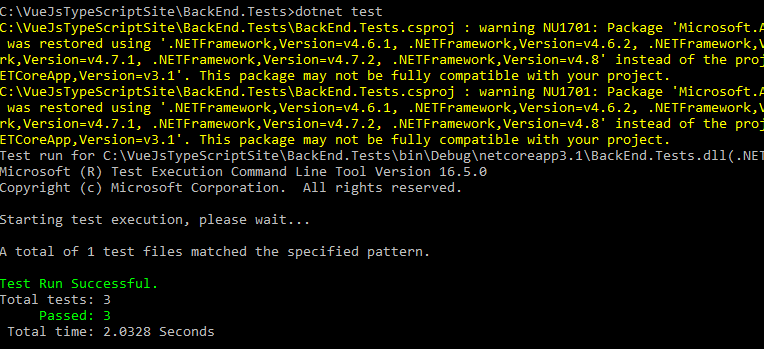 C:\VueJsTypeScriptSite\BackEnd.Tests>dotnet test
C:\VueJsTypeScriptSite\BackEnd.Tests\BackEnd.Tests.csproj : warning NU1701: Package 'Microsoft.A
 was restored using '.NETFramework,Version=v4.6.1, .NETFramework,Version=v4.6.2, .NETFramework,Ve
rk,Version=v4.7.1, .NETFramework,Version=v4.7.2, .NETFramework,Version=v4.8' instead of the proj
ETCoreApp,Version=v3.1'. This package may not be fully compatible with your project.
C:\VueJsTypeScriptSite\BackEnd.Tests\BackEnd.Tests.csproj : warning NU1701: Package 'Microsoft.A
 was restored using '.NETFramework,Version=v4.6.1, .NETFramework,Version=v4.6.2, .NETFramework,Ve
rk,Version=v4.7.1, .NETFramework,Version=v4.7.2, .NETFramework,Version=v4.8' instead of the proj
ETCoreApp,Version=v3.1'. This package may not be fully compatible with your project.
Test run for C:\VueJsTypeScriptSite\BackEnd.Tests\bin\Debug\netcoreapp3.1\BackEnd.Tests.dll(.NET
Microsoft (R) Test Execution Command Line Tool Version 16.5.0
Copyright (c) Microsoft Corporation.  All rights reserved.
Starting test execution, please wait...
A total of 1 test files matched the specified pattern.
Test Run Successful.
Total tests: 3
     Passed: 3
 Total time: 2.0328 Seconds